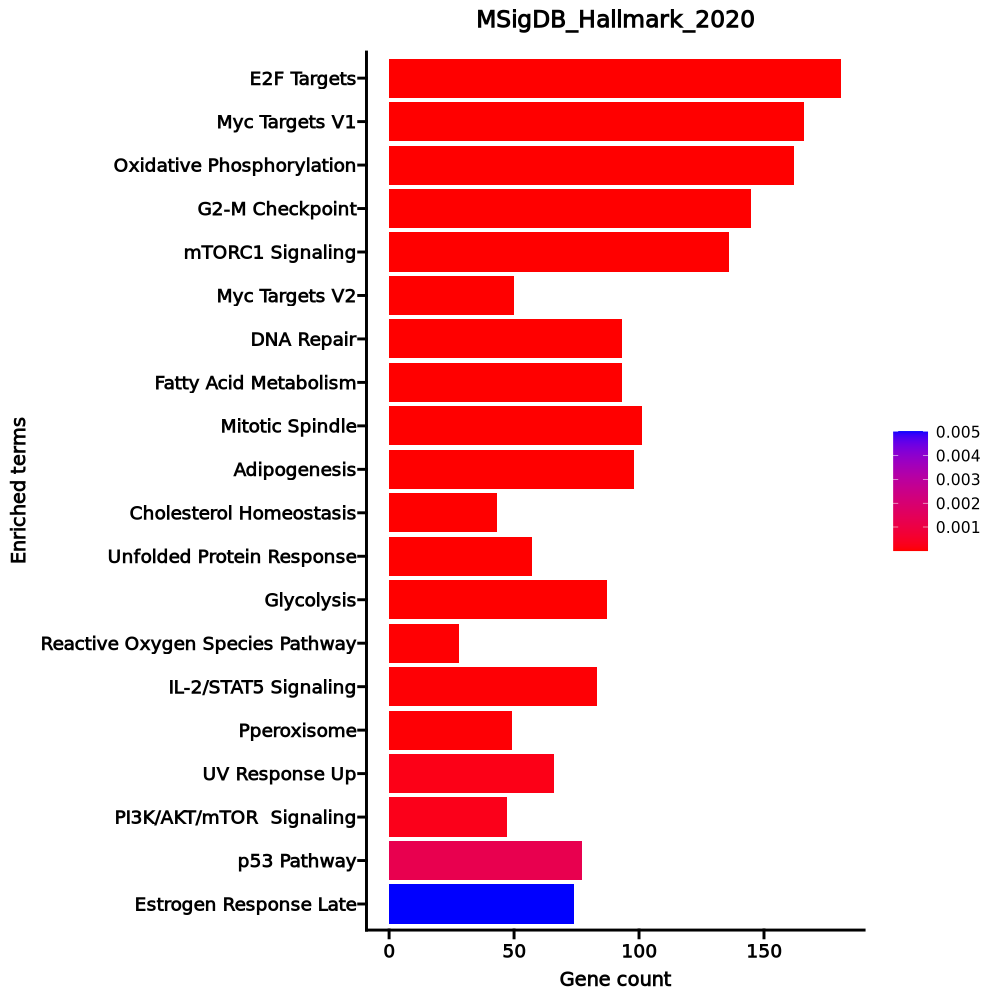 MSigDB_Hallmark_2020
E2F Targets
Myc Targets V1
Oxidative Phosphorylation
G2-M Checkpoint
mTORC1 Signaling
Myc Targets V2
DNA Repair
Fatty Acid Metabolism
Mitotic Spindle
Adipogenesis
Cholesterol Homeostasis
Unfolded Protein Response
Glycolysis
Reactive Oxygen Species Pathway
IL-2/STAT5 Signaling
Pperoxisome
UV Response Up
PI3K/AKT/mTOR  Signaling
p53 Pathway
Estrogen Response Late
Enriched terms
0 50 100 150
Gene count
0.005
0.004
0.003
0.002
0.001